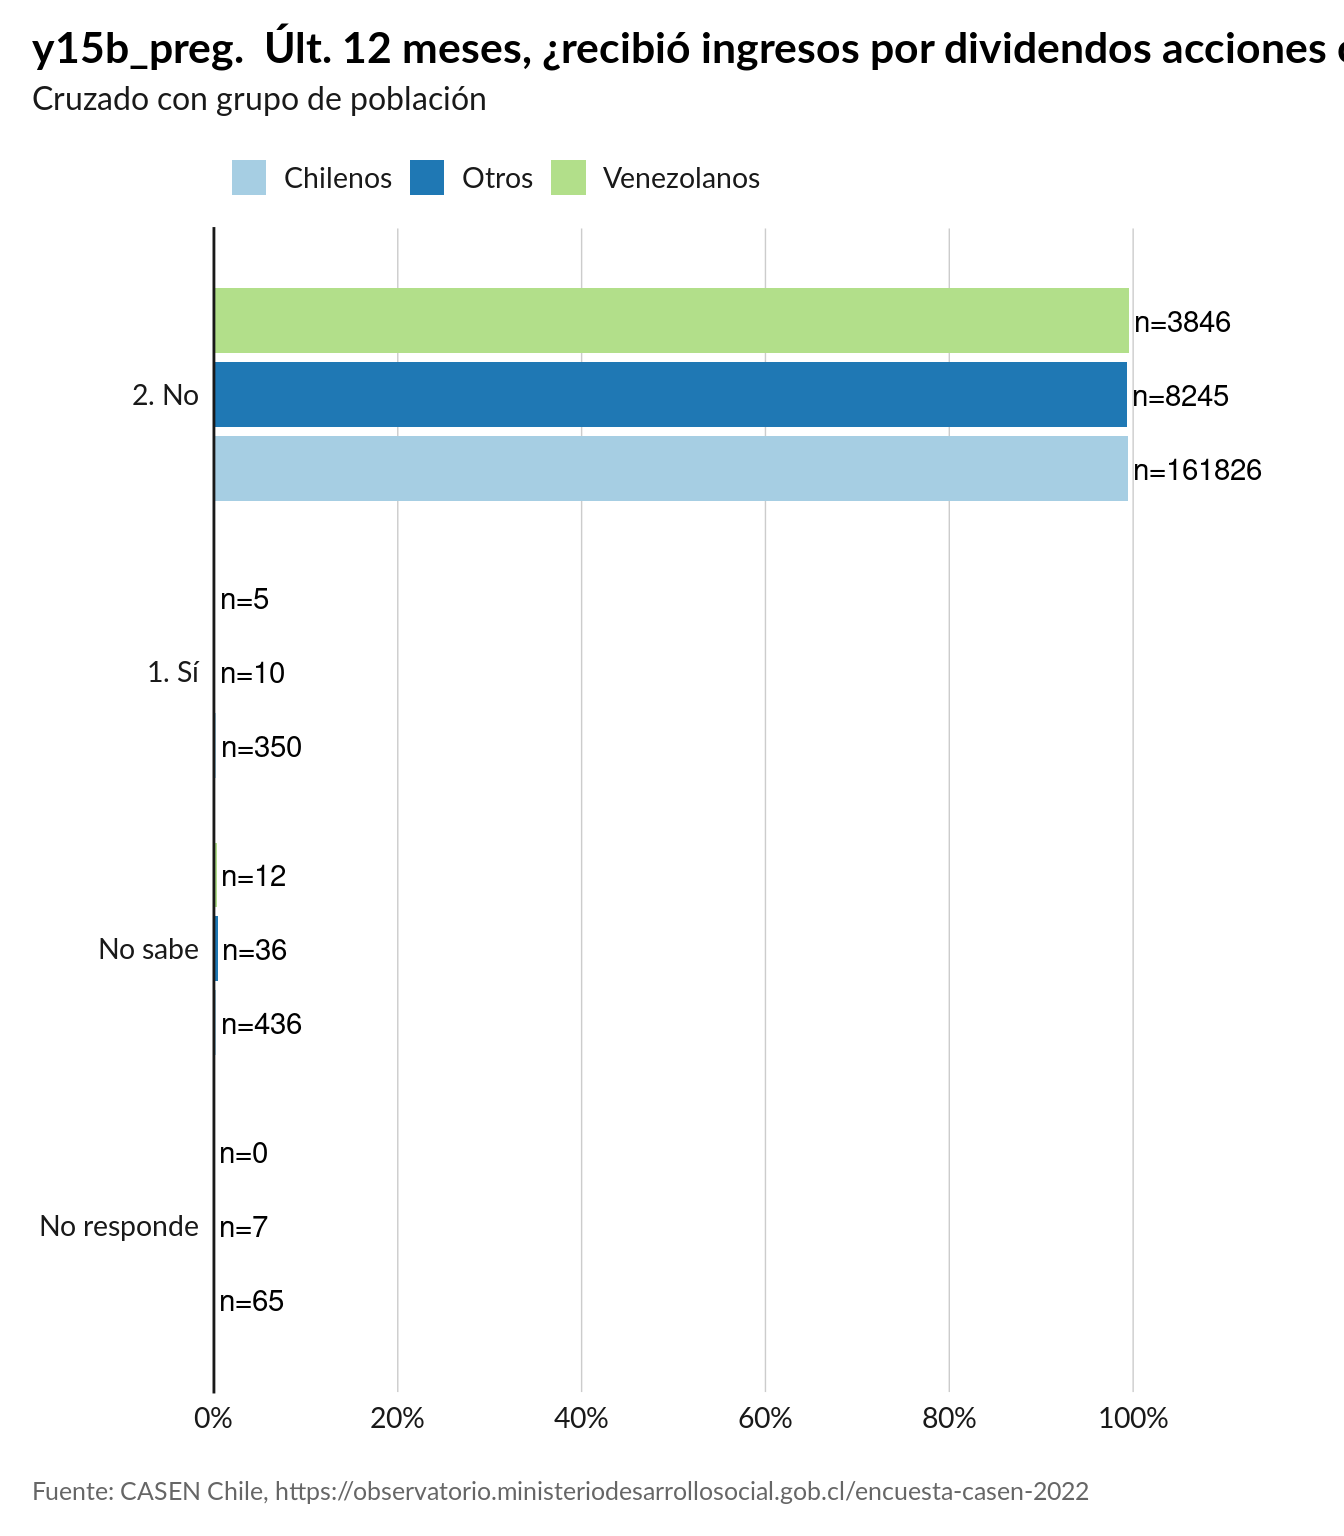 y15b_preg.  Últ. 12 meses, ¿recibió ingresos por dividendos acciones
Cruzado con grupo de población
Chilenos Otros Venezolanos
n=3846
2. No n=8245
n=161826
n=5
1. Sí n=10
n=350
n=12
No sabe n=36
n=436
n=0
No responde n=7
n=65
0% 20% 40% 60% 80% 100%
Fuente: CASEN Chile, https://observatorio.ministeriodesarrollosocial.gob.cl/encuesta-casen-2022